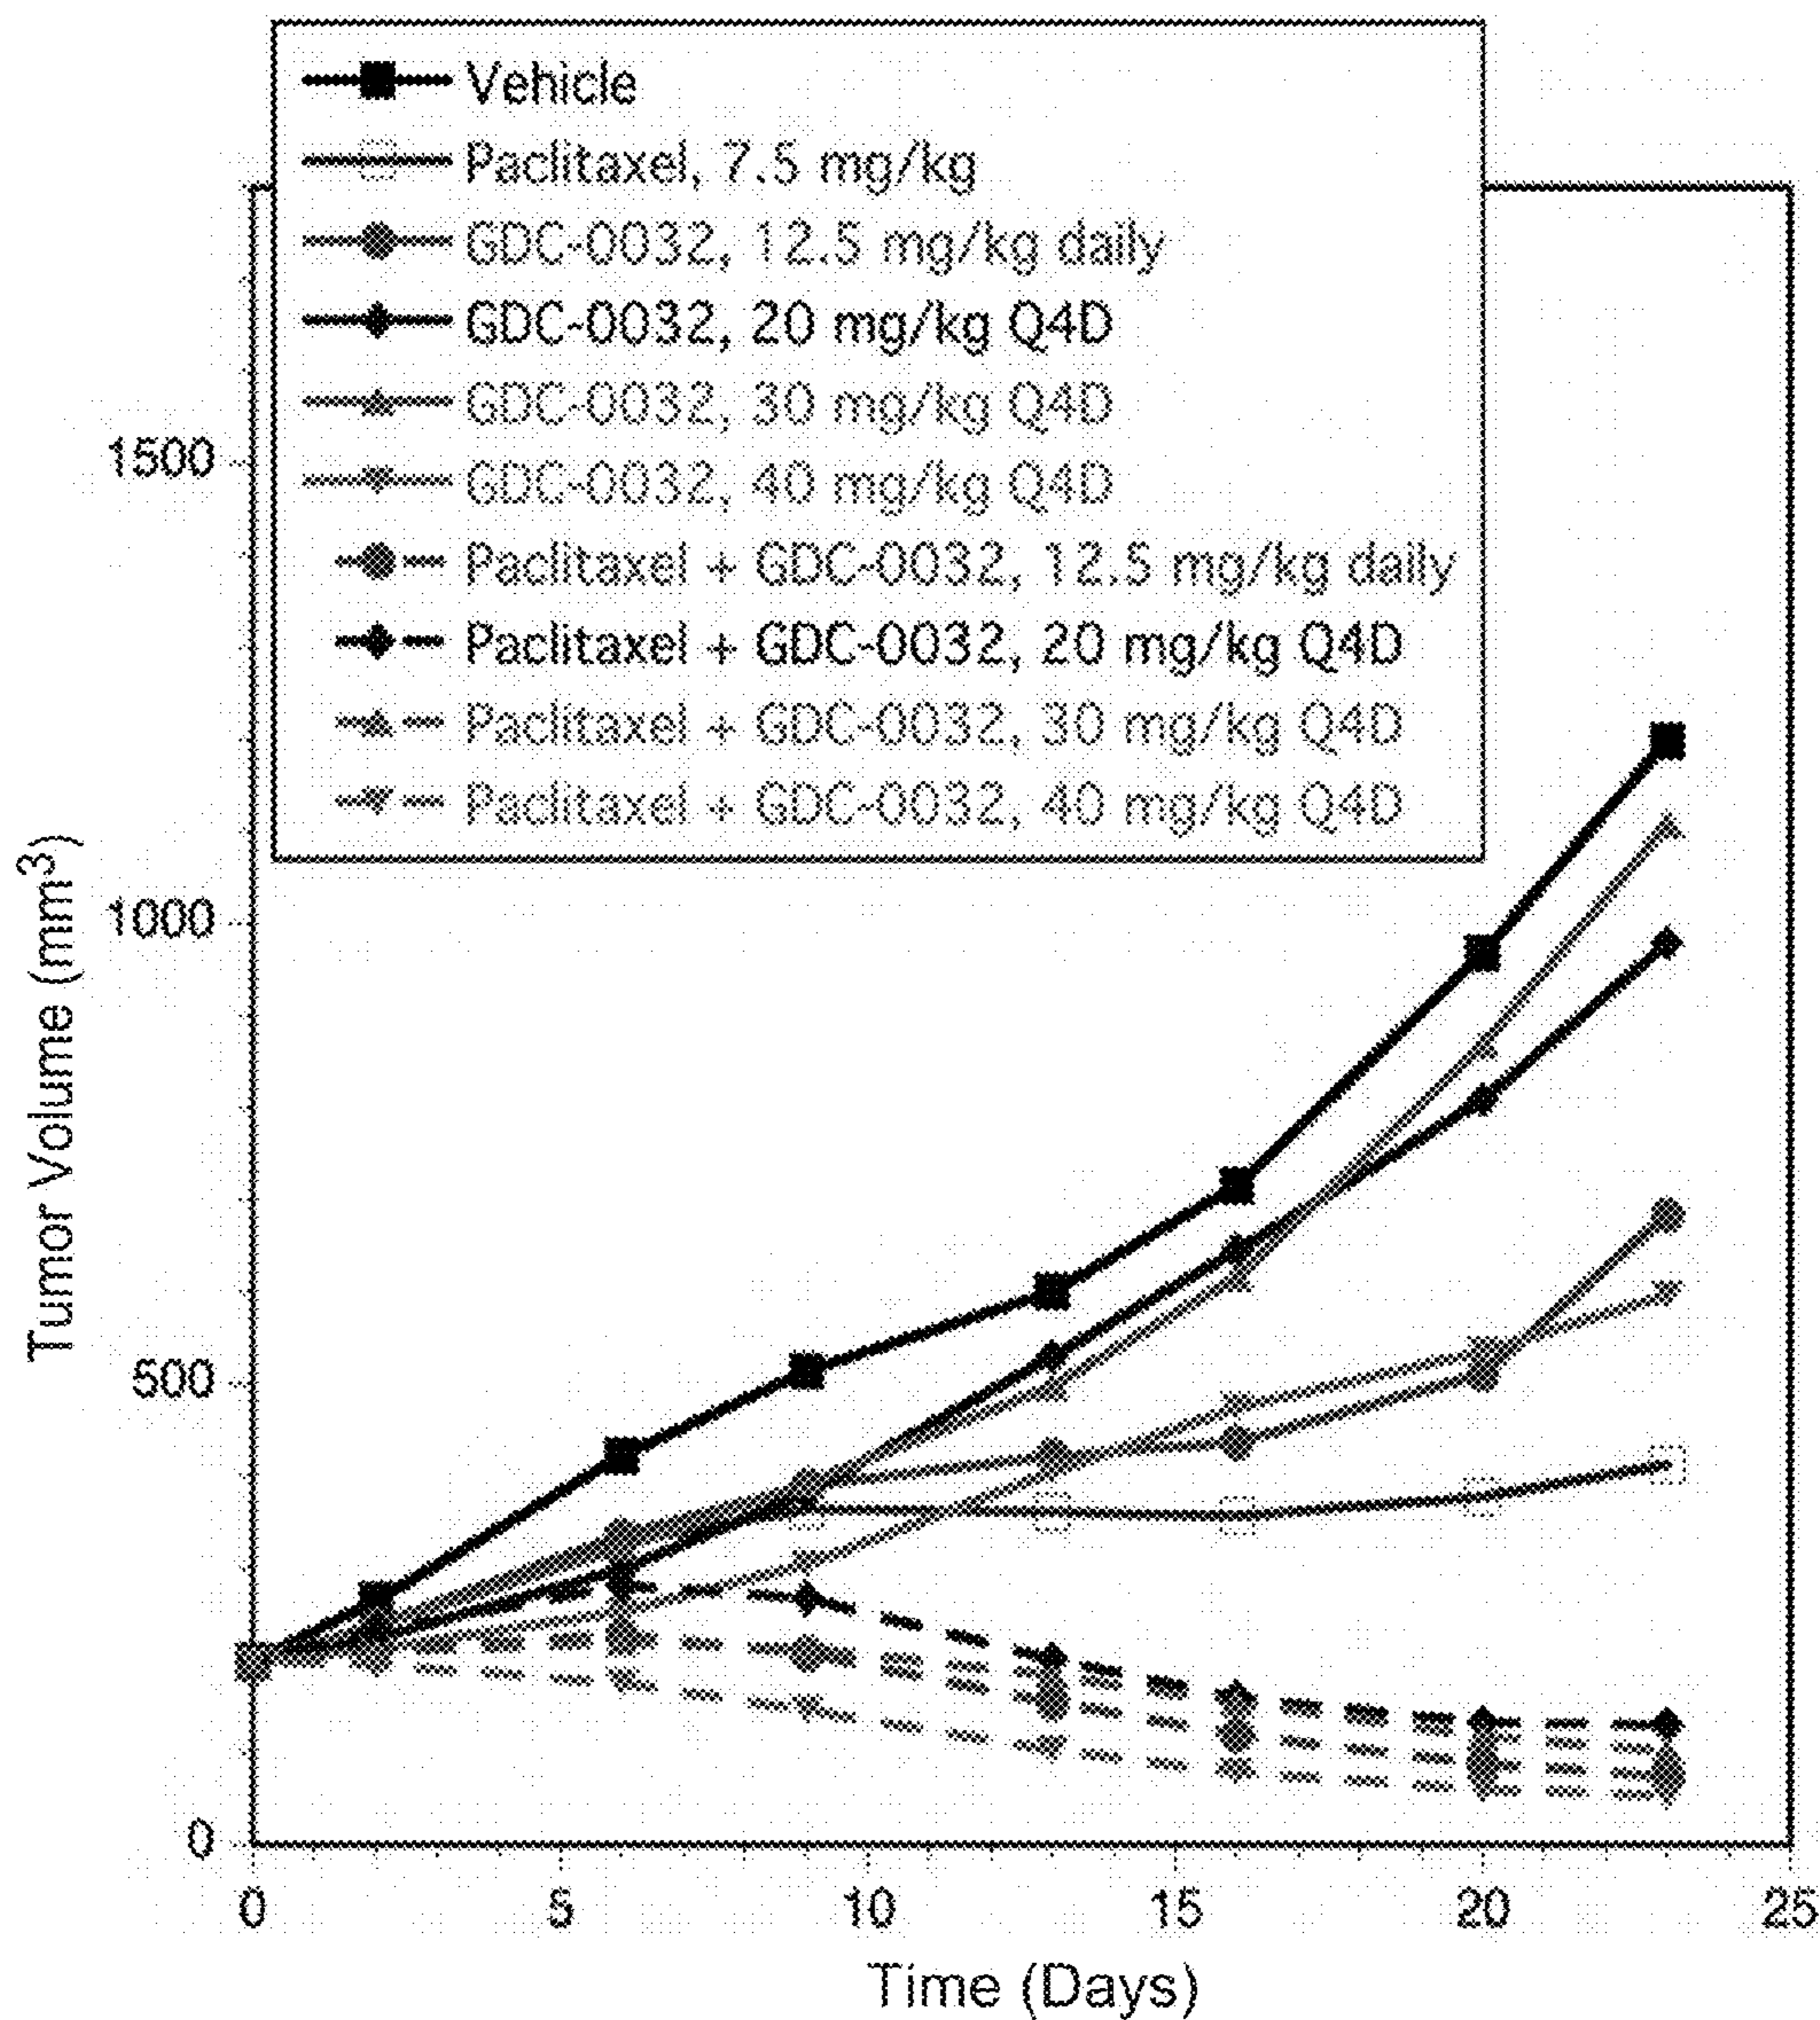 Vehicle
Paclitaxel, 7.5 mg/kg
GDC-0032, 12.5 mg/kg daily
GDC-0032, 20 mg/kg Q4D
GDC-0032, 30 mg/kg Q4D
GDC-0032, 40 mg/kg Q4D
Paclitaxel + GDC-0032, 12.5 mg/kg daily
Paclitaxel + GDC-0032, 20 mg/kg Q4D
Paclitaxel + GDC-0032, 30 mg/kg Q4D
Paclitaxel + GDC-0032, 40 mg/kg Q4D
Tumor Volume (mm³)
1500
1000
500
0
0 5 10 15 20 25
Time (Days)